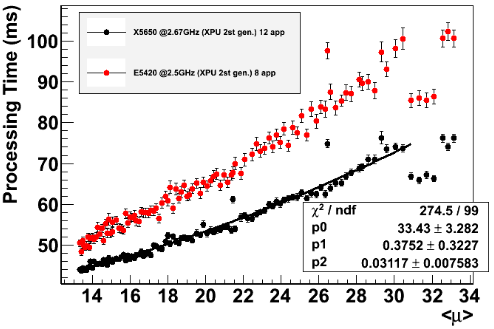 Processing Time (ms)
100
90
80
70
60
50
X5650 @2.67GHz (XPU 2st gen.) 12 app
E5420 @2.5GHz (XPU 2st gen.) 8 app
χ² / ndf 274.5 / 99
p0 33.43 ± 3.282
p1 0.3752 ± 0.3227
p2 0.03117 ± 0.007583
14 16 18 20 22 24 26 28 30 32 34
<μ>